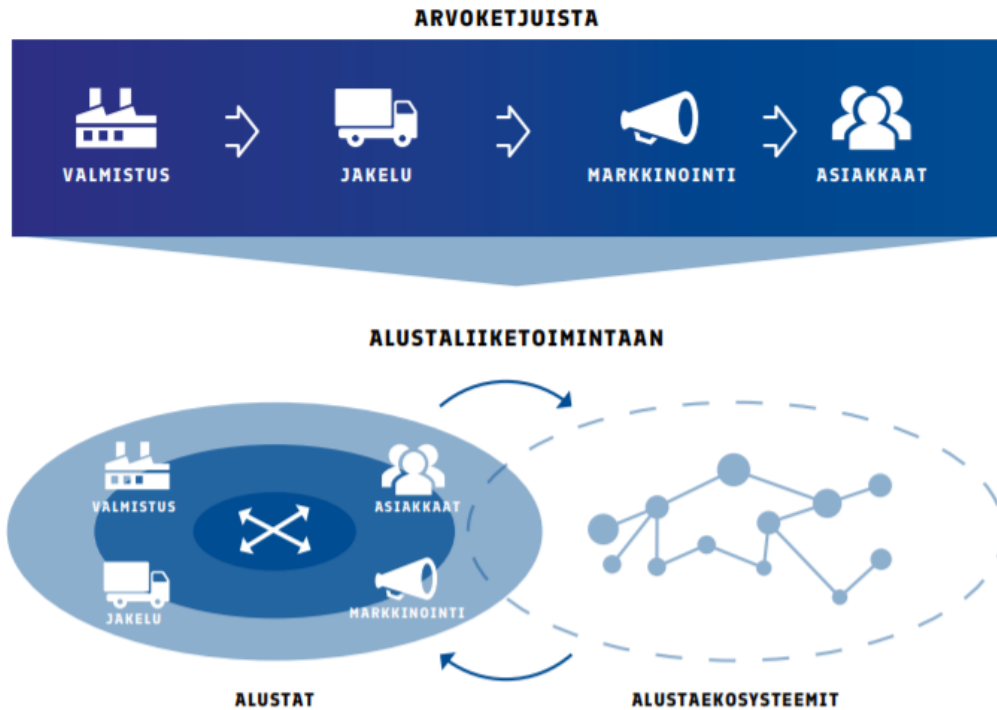 ARVOKETJUISTA
VALMISTUS
JAKELU
MARKKINOINTI
ASIAKKAAT
ALUSTALIIKETOIMINTAAN
VALMISTUS
ASIAKKAAT
JAKELU
MARKKINOINTI
ALUSTAT
ALUSTAEKOSYSTEEMIT